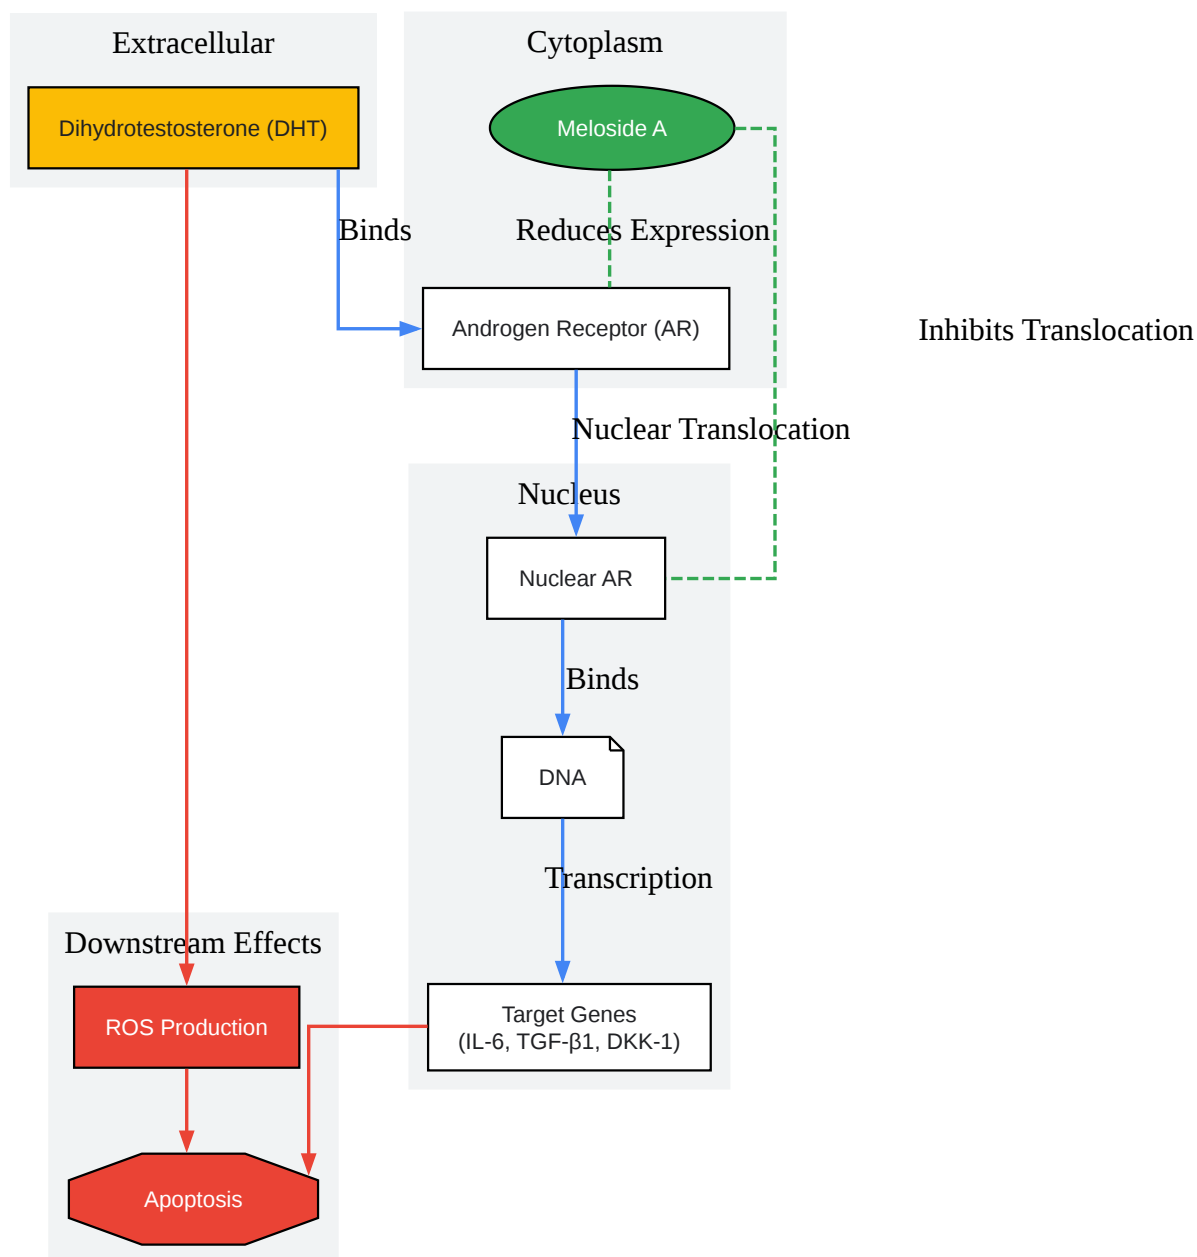 Extracellular
Cytoplasm
Dihydrotestosterone (DHT)
Meloside A
Binds
Reduces Expression
Androgen Receptor (AR)
Inhibits Translocation
Nuclear Translocation
Nucleus
Nuclear AR
Binds
DNA
Transcription
Downstream Effects
ROS Production
Target Genes
(IL-6, TGF-β1, DKK-1)
Apoptosis